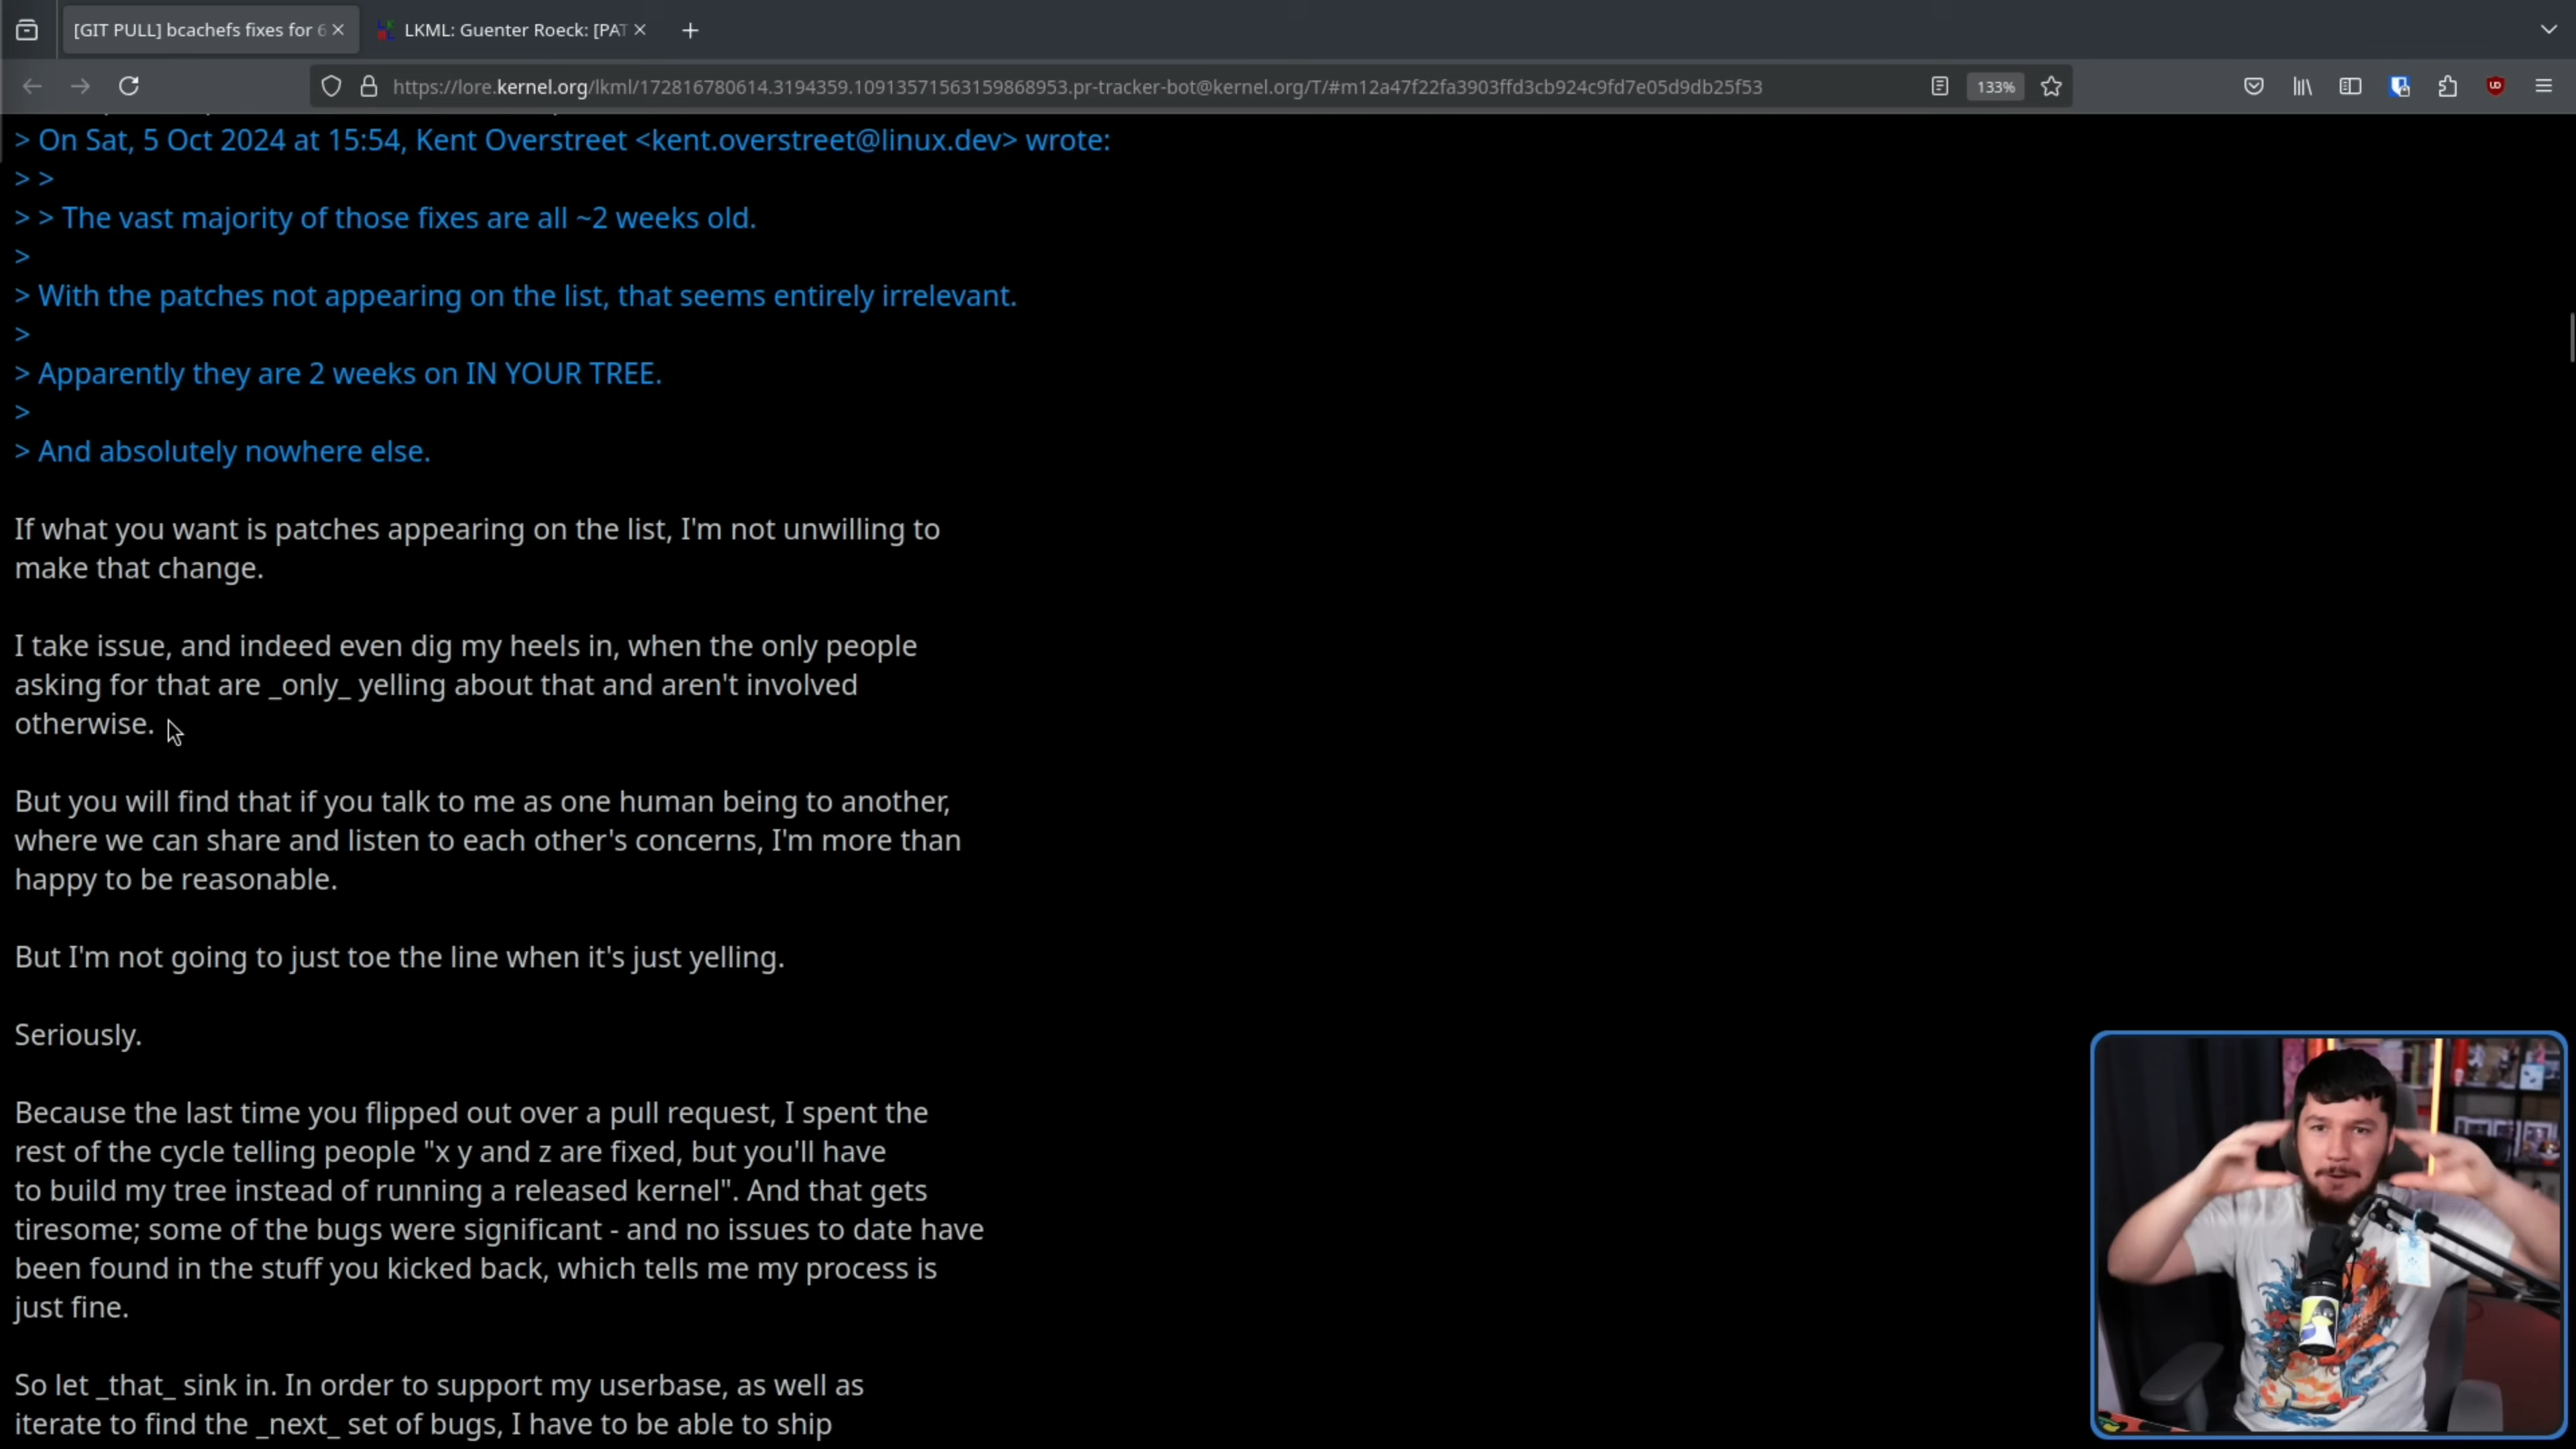 [GIT PULL] bcachefs fixes for 6
LKML: Guenter Roeck: [PAT
https://lore.kernel.org/lkml/172816780614.3194359.10913571563159868953.pr-tracker-bot@kernel.org/T/#m12a47f22fa3903ffd3cb924c9fd7e05d9db25f53
133%
> On Sat, 5 Oct 2024 at 15:54, Kent Overstreet <kent.overstreet@linux.dev> wrote:
> >
> > The vast majority of those fixes are all ~2 weeks old.
>
> With the patches not appearing on the list, that seems entirely irrelevant.
>
> Apparently they are 2 weeks on IN YOUR TREE.
>
> And absolutely nowhere else.
If what you want is patches appearing on the list, I'm not unwilling to
make that change.
I take issue, and indeed even dig my heels in, when the only people
asking for that are _only_ yelling about that and aren't involved
otherwise.
But you will find that if you talk to me as one human being to another,
where we can share and listen to each other's concerns, I'm more than
happy to be reasonable.
But I'm not going to just toe the line when it's just yelling.
Seriously.
Because the last time you flipped out over a pull request, I spent the
rest of the cycle telling people "x y and z are fixed, but you'll have
to build my tree instead of running a released kernel". And that gets
tiresome; some of the bugs were significant - and no issues to date have
been found in the stuff you kicked back, which tells me my process is
just fine.
So let _that_ sink in. In order to support my userbase, as well as
iterate to find the _next_ set of bugs, I have to be able to ship